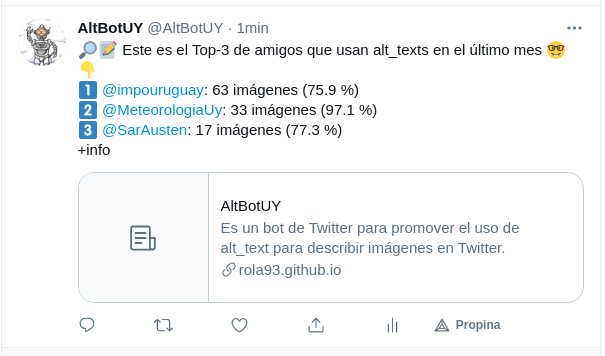 AltBotUY @AltBotUY · 1min
🔎📝 Este es el Top-3 de amigos que usan alt_texts en el último mes 🤓
👇
1️⃣ @impouruguay: 63 imágenes (75.9 %)
2️⃣ @MeteorologiaUy: 33 imágenes (97.1 %)
3️⃣ @SarAusten: 17 imágenes (77.3 %)
+info
AltBotUY
Es un bot de Twitter para promover el uso de
alt_text para describir imágenes en Twitter.
rola93.github.io
Propina